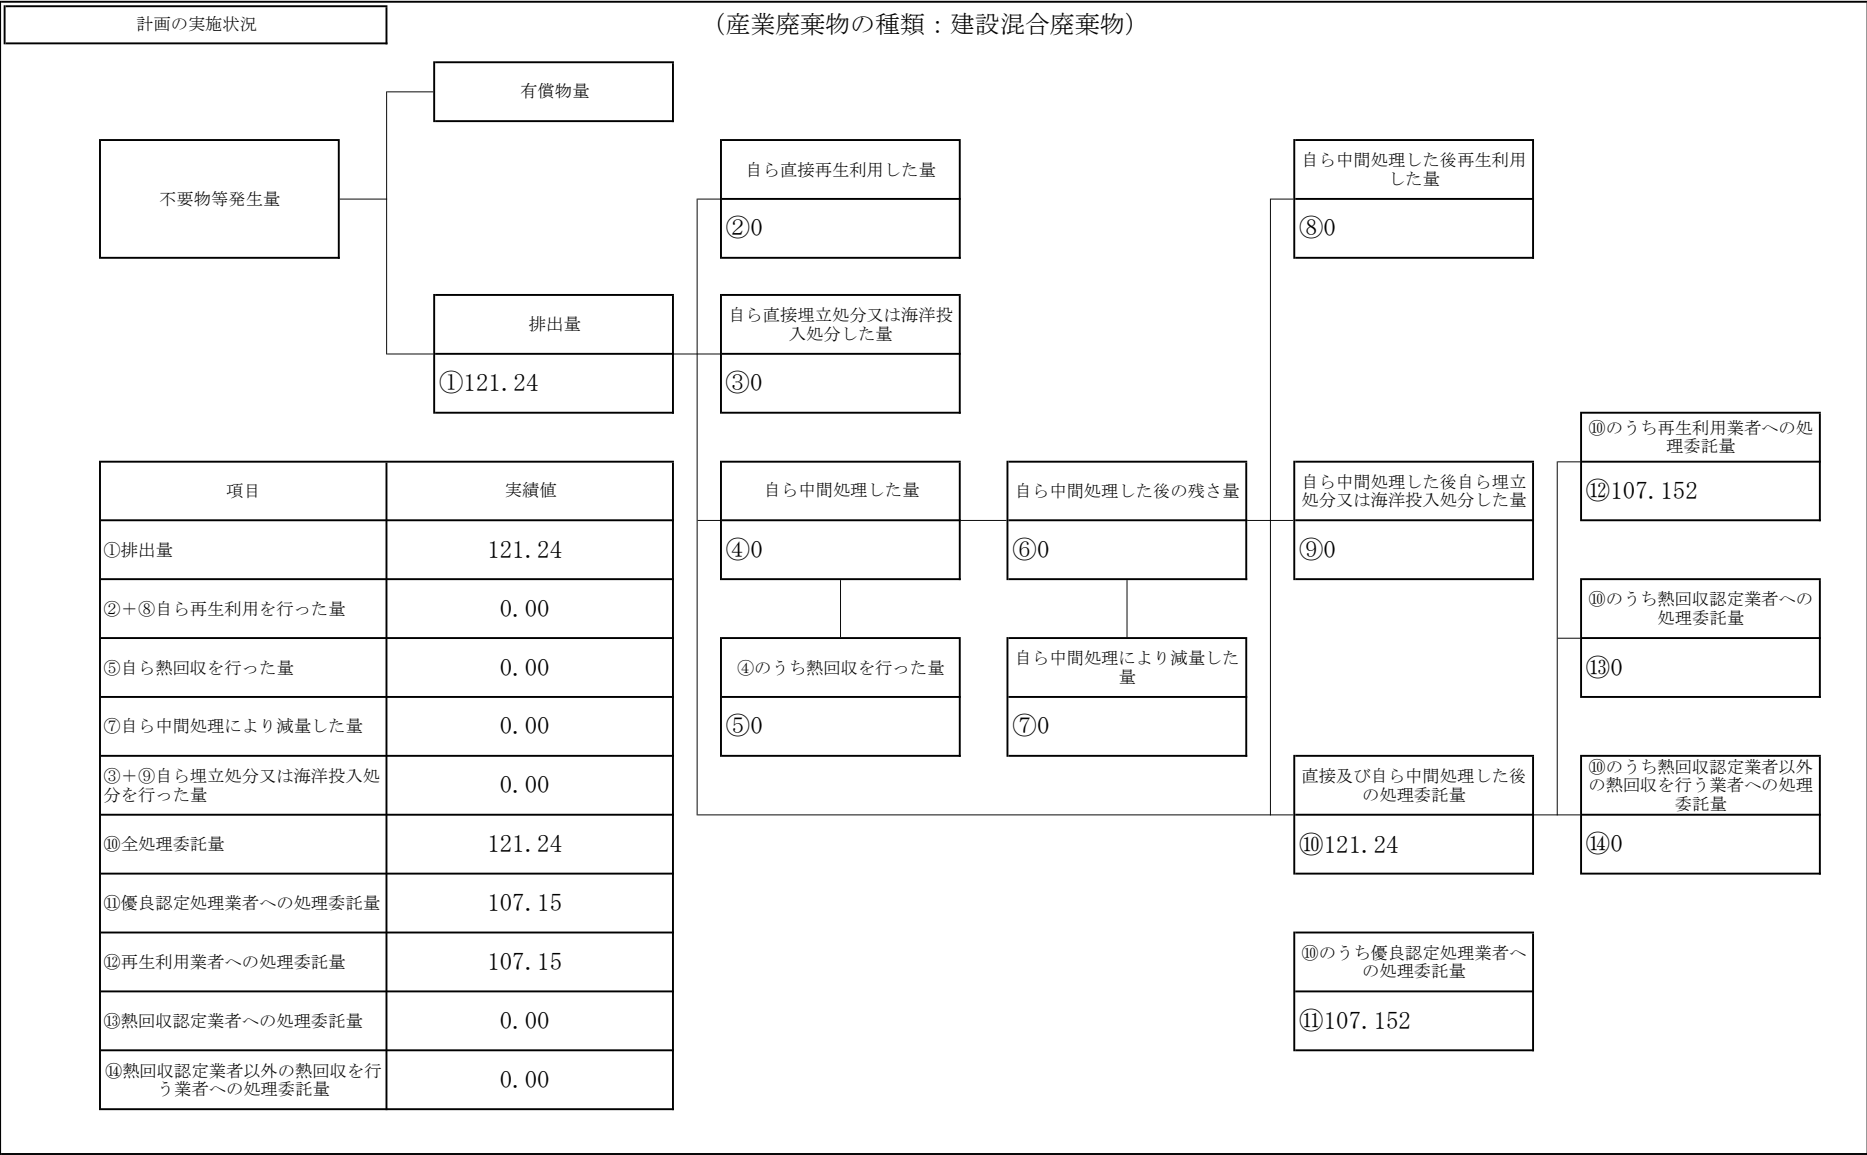 計画の実施状況
（産業廃棄物の種類：建設混合廃棄物）
有償物量
不要物等発生量
排出量
①121.24
自ら直接再生利用した量
②0
自ら直接埋立処分又は海洋投
入処分した量
③0
自ら中間処理した量
④0
④のうち熱回収を行った量
⑤0
自ら中間処理した後の残さ量
⑥0
自ら中間処理により減量した
量
⑦0
自ら中間処理した後再生利用
した量
⑧0
自ら中間処理した後自ら埋立
処分又は海洋投入処分した量
⑨0
直接及び自ら中間処理した後
の処理委託量
⑩121.24
⑩のうち優良認定処理業者へ
の処理委託量
⑪107.152
⑩のうち再生利用業者への処
理委託量
⑫107.152
⑩のうち熱回収認定業者への
処理委託量
⑬0
⑩のうち熱回収認定業者以外
の熱回収を行う業者への処理
委託量
⑭0
項目 実績値
①排出量 121.24
②＋⑧自ら再生利用を行った量 0.00
⑤自ら熱回収を行った量 0.00
⑦自ら中間処理により減量した量 0.00
③＋⑨自ら埋立処分又は海洋投入処
分を行った量 0.00
⑩全処理委託量 121.24
⑪優良認定処理業者への処理委託量 107.15
⑫再生利用業者への処理委託量 107.15
⑬熱回収認定業者への処理委託量 0.00
⑭熱回収認定業者以外の熱回収を行
う業者への処理委託量 0.00